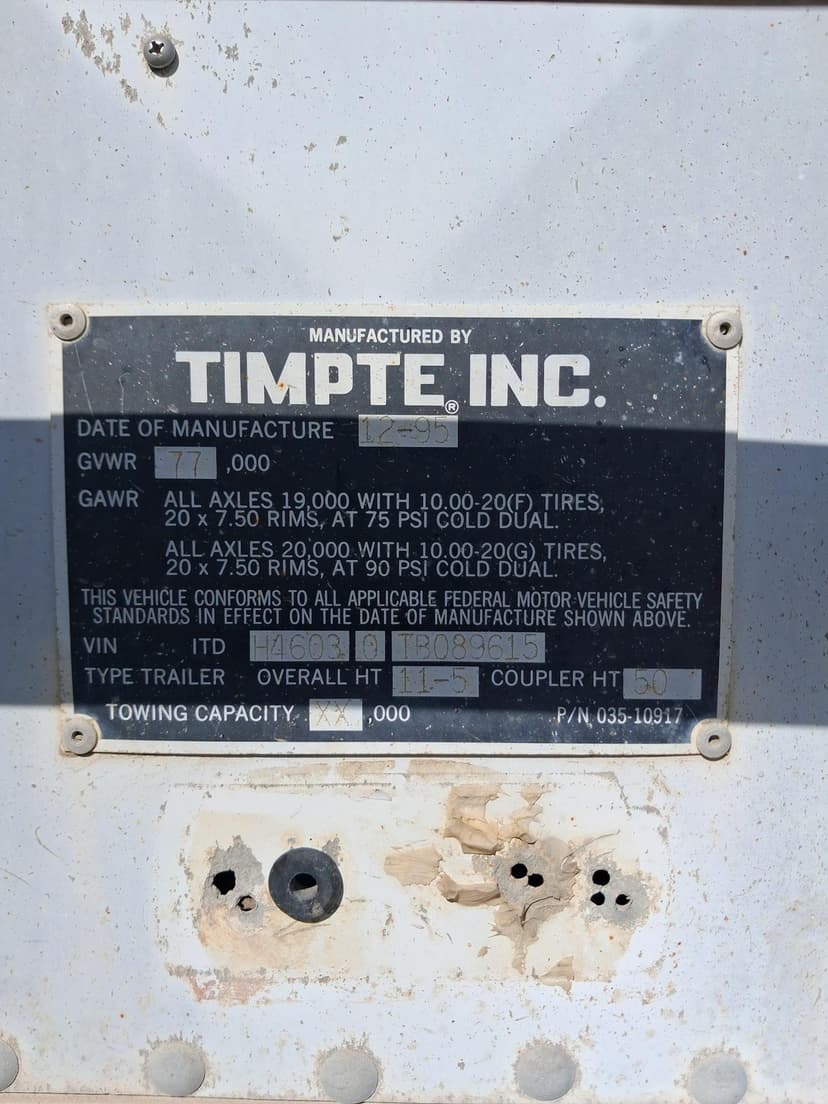 MANUFACTURED BY
TIMPTE® INC.
DATE OF MANUFACTURE 12-95
GVWR 77 ,000
GAWR ALL AXLES 19,000 WITH 10.00-20(F) TIRES,
20 x 7.50 RIMS, AT 75 PSI COLD DUAL.
ALL AXLES 20,000 WITH 10.00-20(G) TIRES,
20 x 7.50 RIMS, AT 90 PSI COLD DUAL.
THIS VEHICLE CONFORMS TO ALL APPLICABLE FEDERAL MOTOR VEHICLE SAFETY
STANDARDS IN EFFECT ON THE DATE OF MANUFACTURE SHOWN ABOVE.
VIN ITD H4603 0 TB089615
TYPE TRAILER OVERALL HT 11-5 COUPLER HT 50
TOWING CAPACITY XX ,000 P/N 035-10917